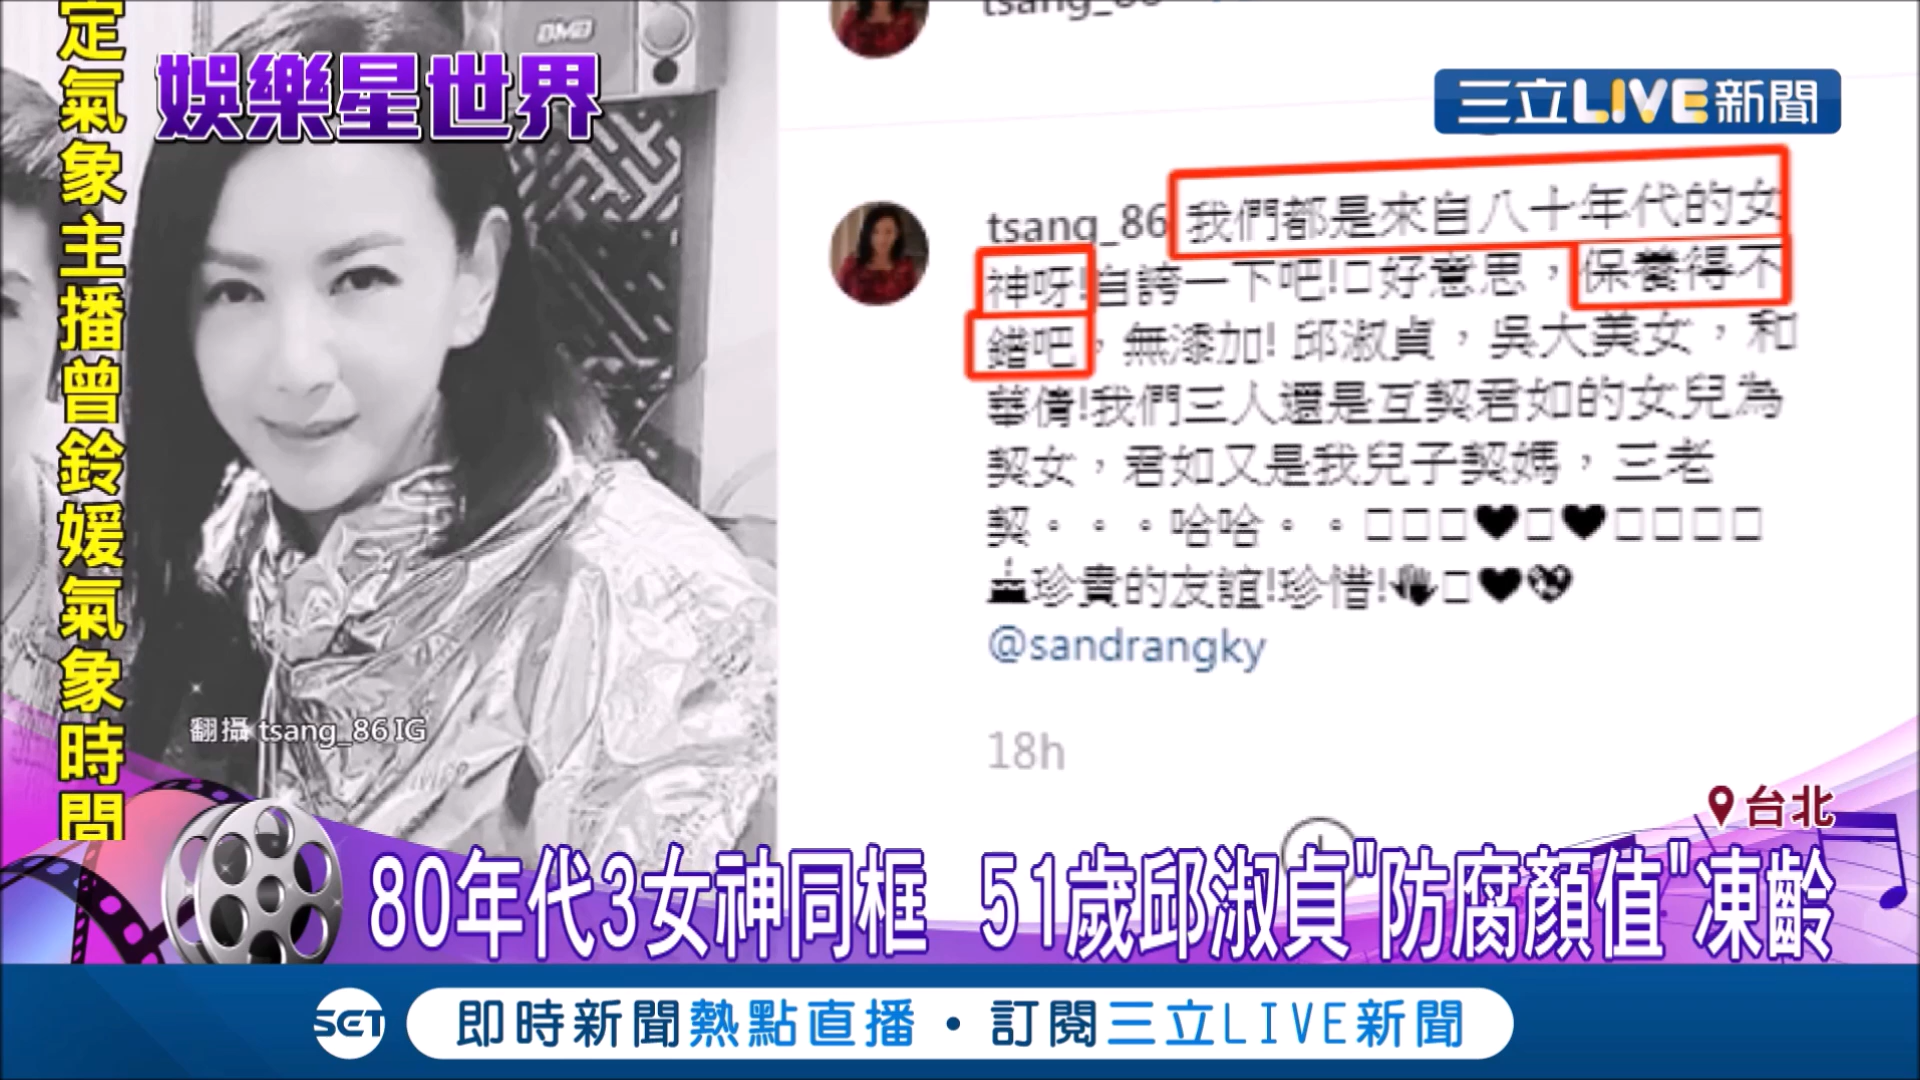 定氣象主播曾鈴媛氣象時間
娛樂星世界
DMB
三立LIVE新聞
tsang_86
tsang_86 我們都是來自八十年代的女
神呀!自誇一下吧!□好意思,保養得不
錯吧,無添加!邱淑貞,吳大美女,和
華倩!我們三人還是互契君如的女兒為
契女,君如又是我兒子契媽,三老
契。。。哈哈。。□□□♥□♥□□□□
珍貴的友誼!珍惜!□♥
@sandrangky
18h
翻攝 tsang_86 IG
台北
80年代3女神同框 51歲邱淑貞"防腐顏值"凍齡
SET 即時新聞熱點直播・訂閱三立LIVE新聞